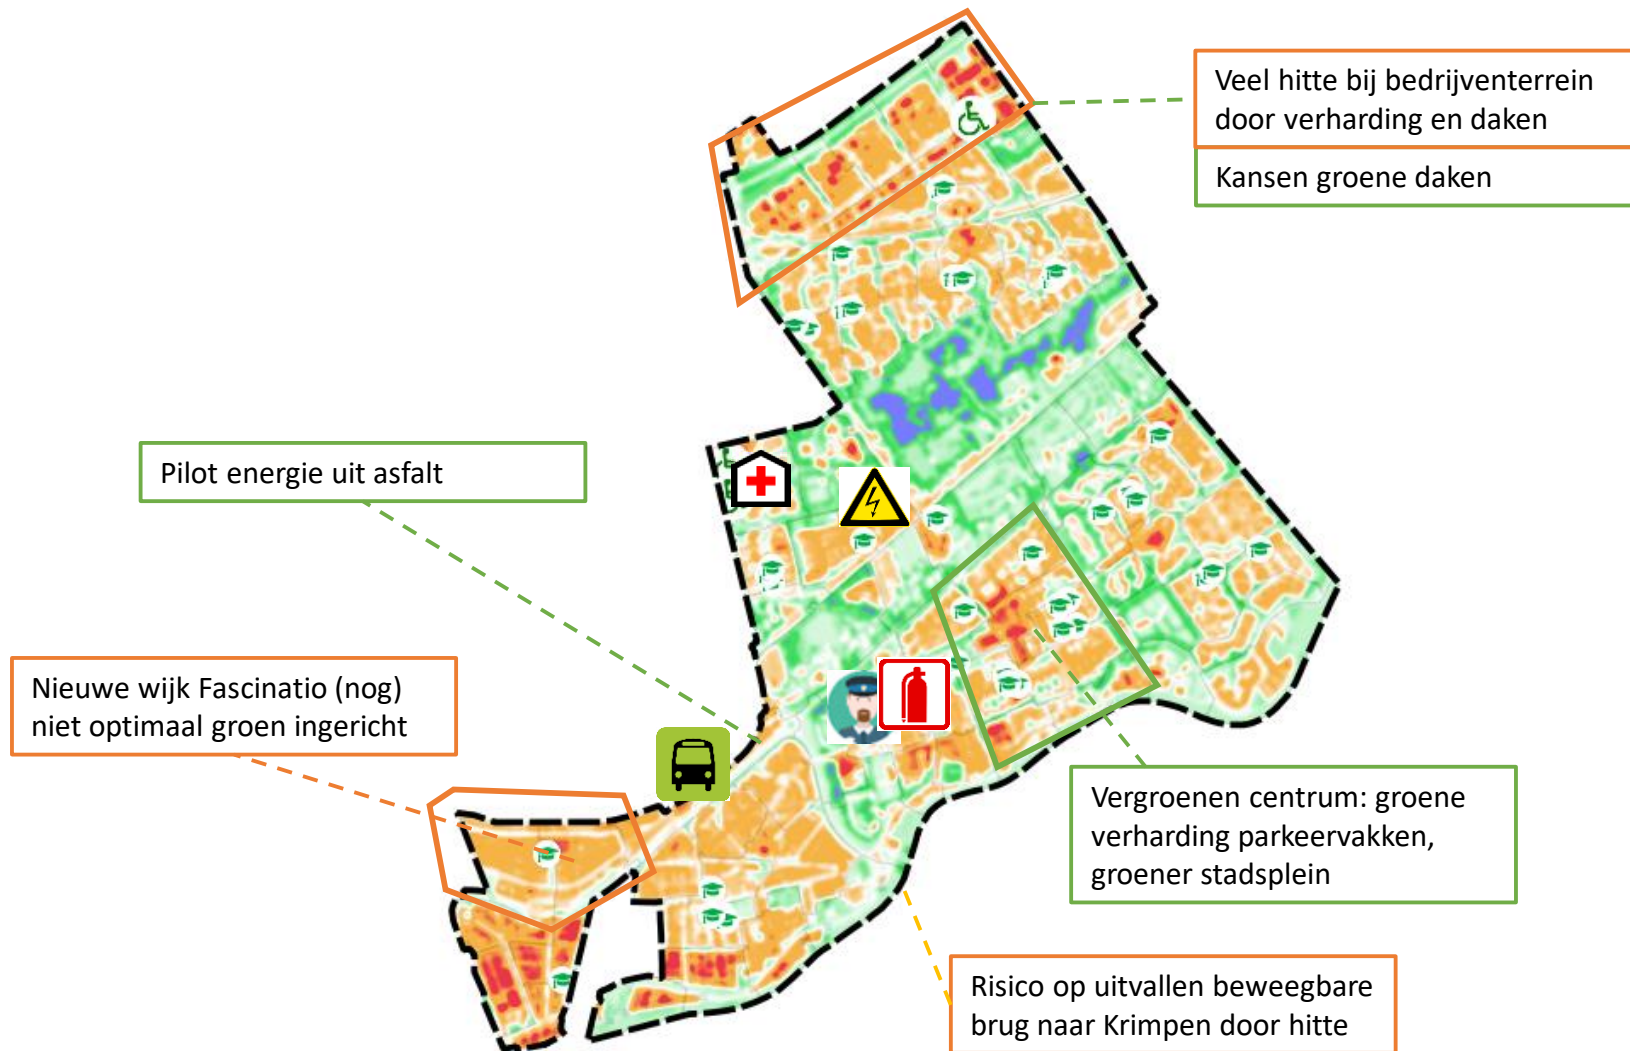 Veel hitte bij bedrijventerrein
door verharding en daken
Kansen groene daken
Pilot energie uit asfalt
Nieuwe wijk Fascinatio (nog)
niet optimaal groen ingericht
Vergroenen centrum: groene
verharding parkeervakken,
groener stadsplein
Risico op uitvallen beweegbare
brug naar Krimpen door hitte